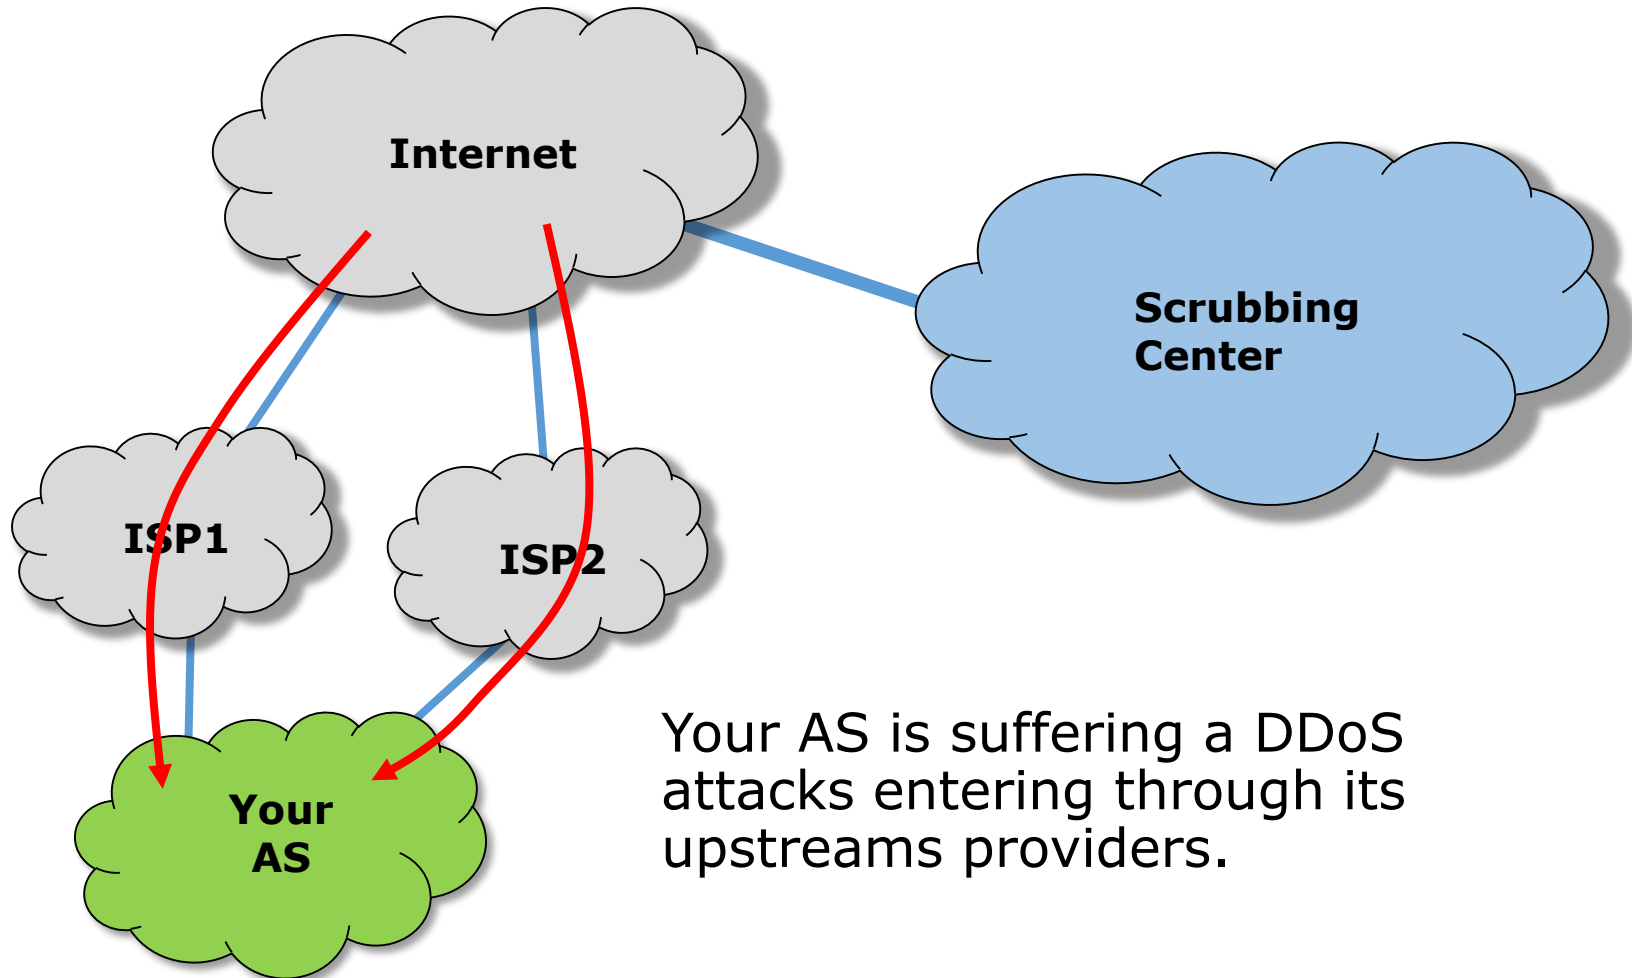 Internet
Scrubbing
Center
ISP1
ISP2
Your
AS
Your AS is suffering a DDoS
attacks entering through its
upstreams providers.